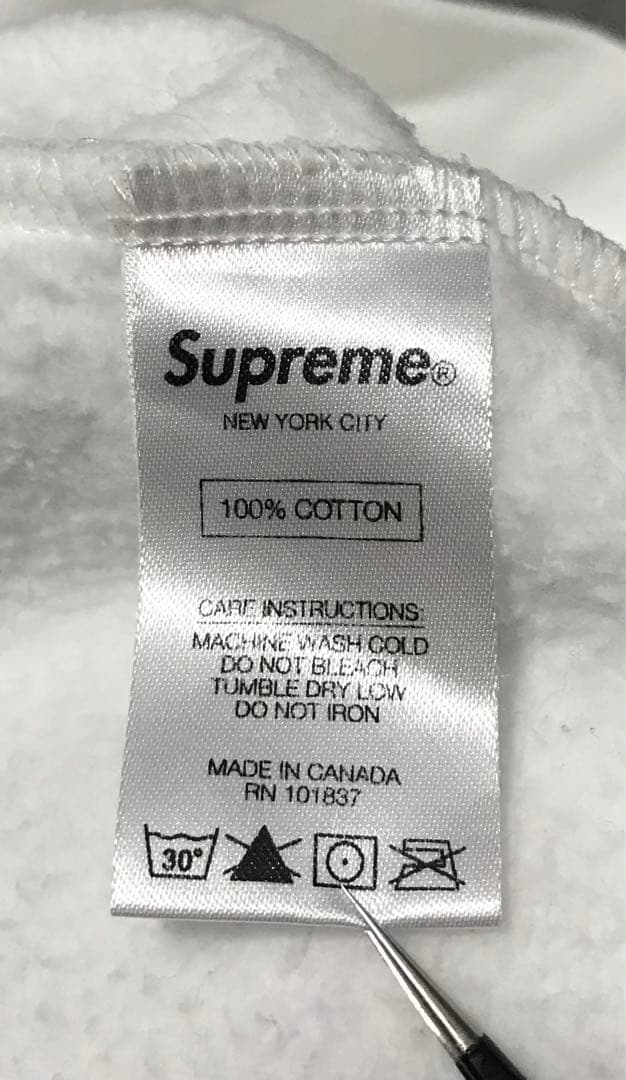 Supreme®
NEW YORK CITY
100% COTTON
CARE INSTRUCTIONS:
MACHINE WASH COLD
DO NOT BLEACH
TUMBLE DRY LOW
DO NOT IRON
MADE IN CANADA
RN 101837
30°